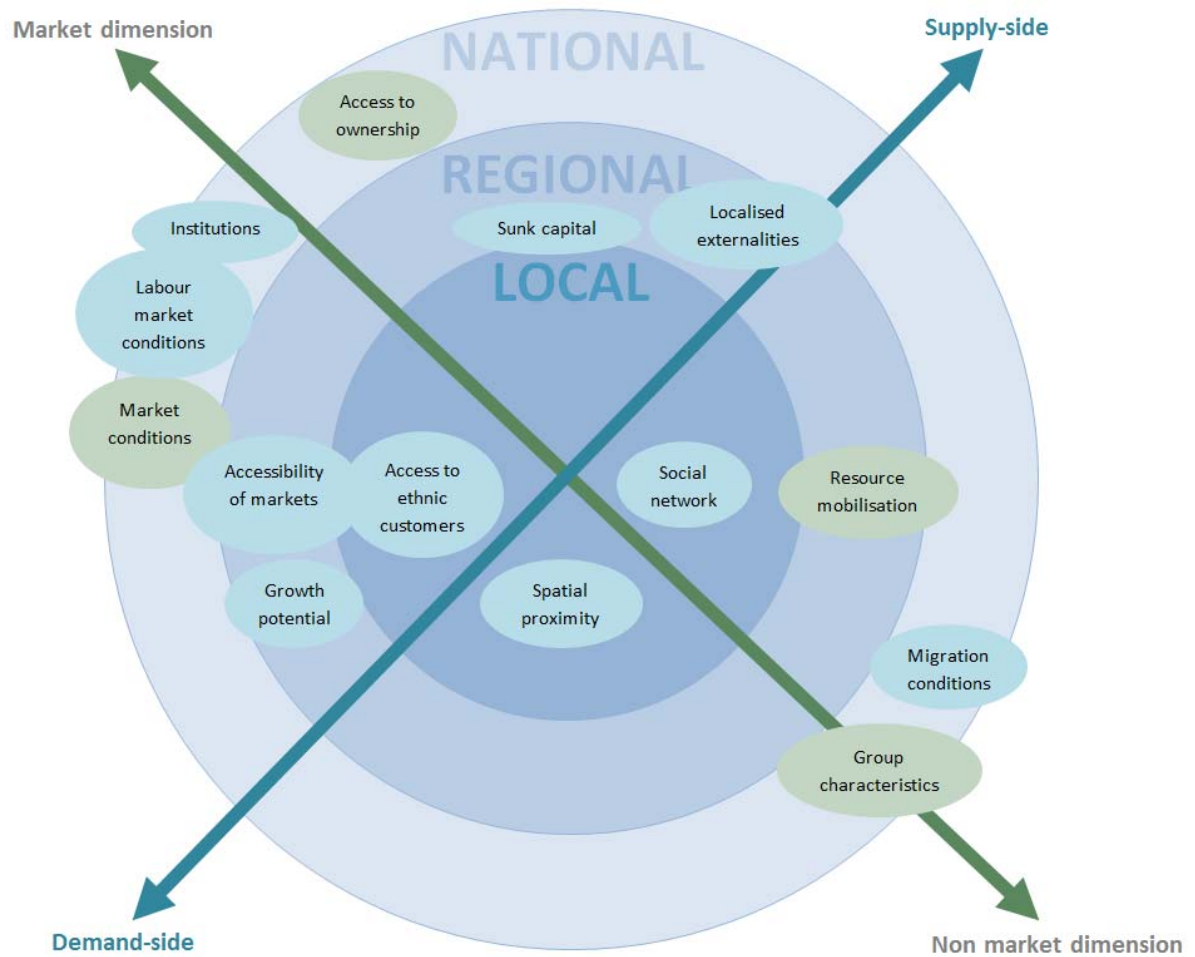 Market dimension
Supply-side
NATIONAL
Access to
ownership
REGIONAL
Institutions
Sunk capital
Localised
externalities
LOCAL
Labour
market
conditions
Market
conditions
Accessibility
of markets
Access to
ethnic
customers
Social
network
Resource
mobilisation
Growth
potential
Spatial
proximity
Migration
conditions
Group
characteristics
Demand-side
Non market dimension